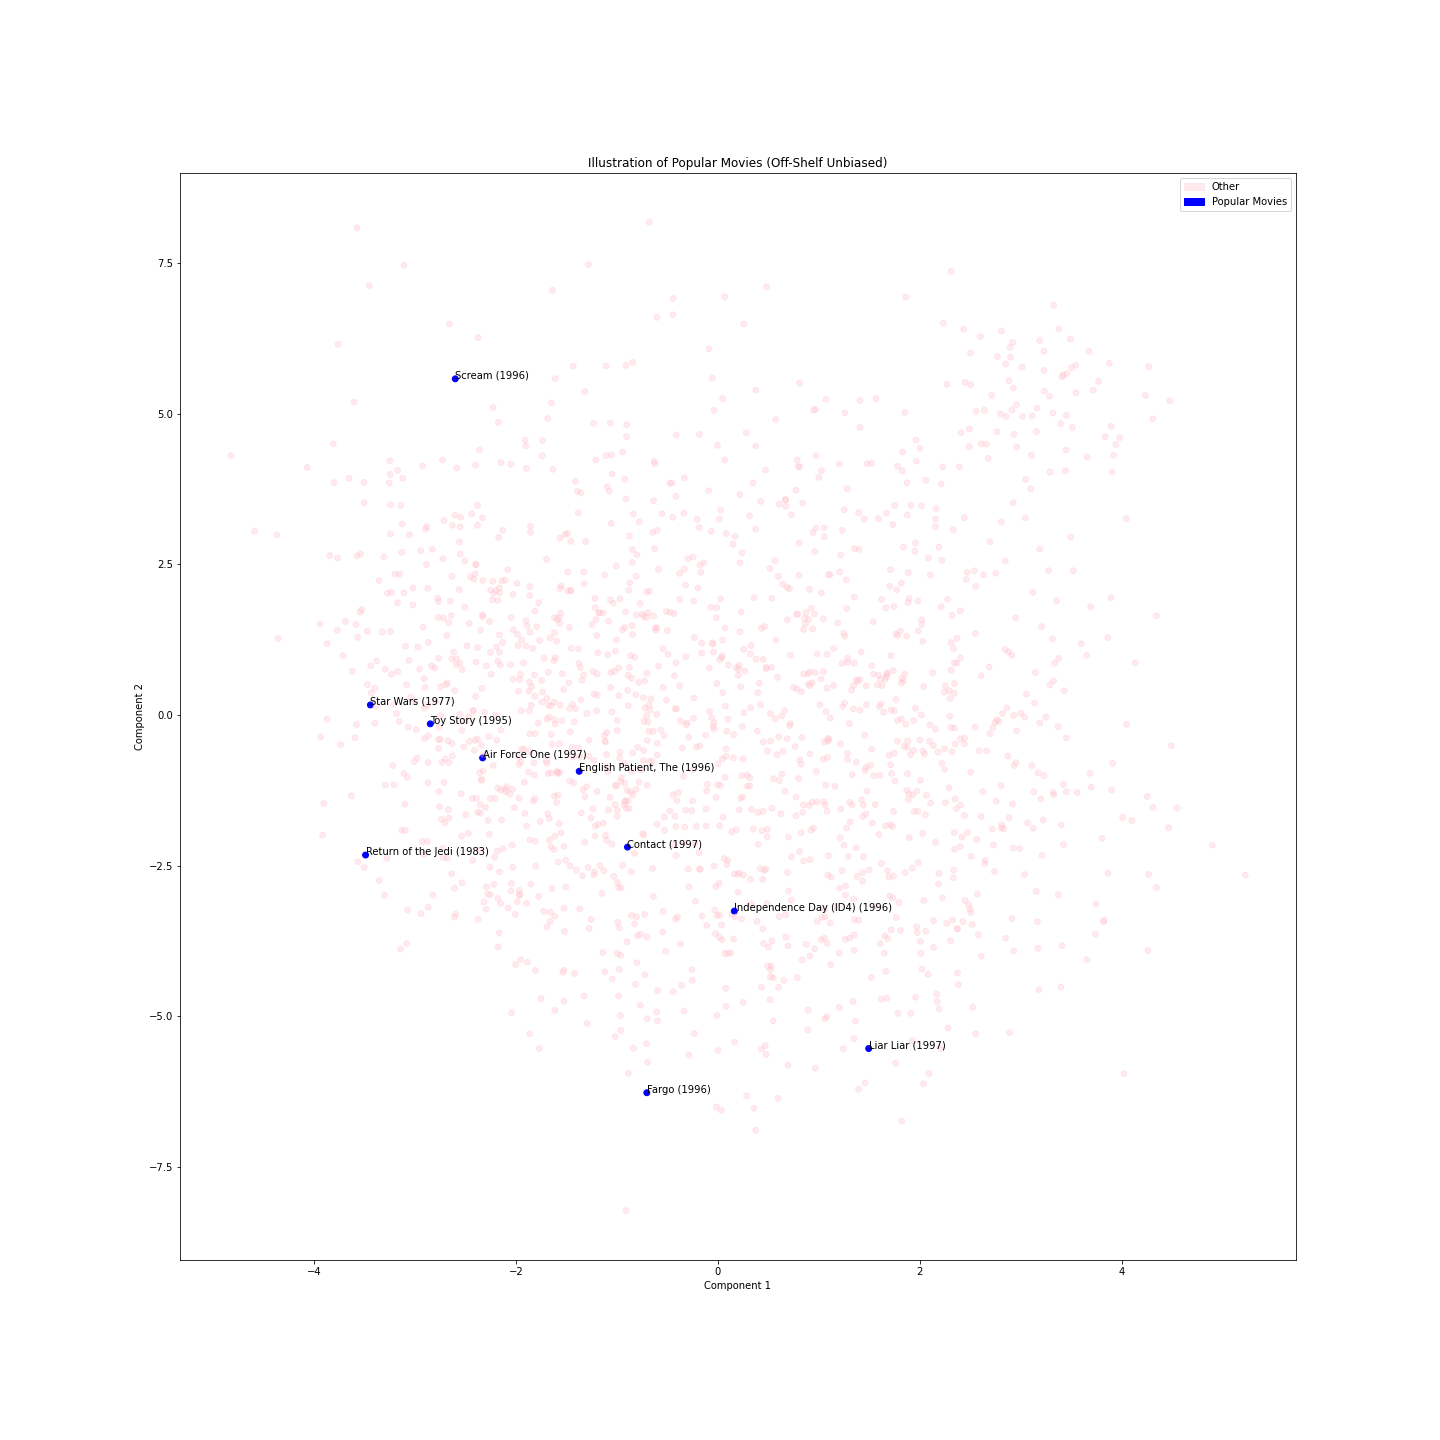 Illustration of Popular Movies (Off-Shelf Unbiased)
Other
Popular Movies
7.5
5.0
2.5
0.0
−2.5
−5.0
−7.5
Component 2
Scream (1996)
Star Wars (1977)
Toy Story (1995)
Air Force One (1997)
English Patient, The (1996)
Contact (1997)
Return of the Jedi (1983)
Independence Day (ID4) (1996)
Liar Liar (1997)
Fargo (1996)
−4
−2
0
2
4
Component 1